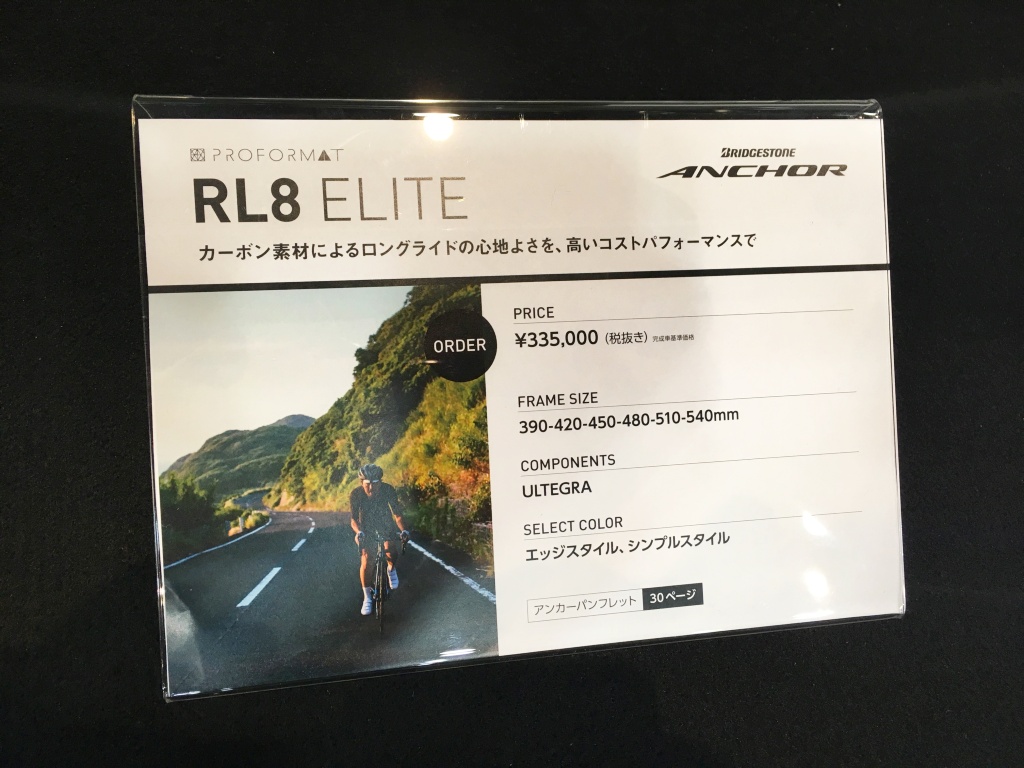 PROFORMAT
BRIDGESTONE
ANCHOR
RL8 ELITE
カーボン素材によるロングライドの心地よさを、高いコストパフォーマンスで
ORDER
PRICE
¥335,000（税抜き）完成車基準価格
FRAME SIZE
390-420-450-480-510-540mm
COMPONENTS
ULTEGRA
SELECT COLOR
エッジスタイル、シンプルスタイル
アンカーパンフレット 30ページ